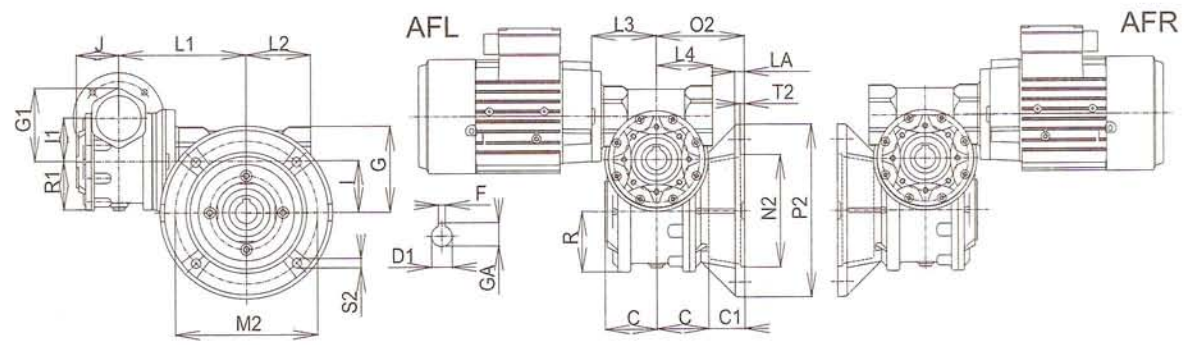 AFL
AFR
J
L1
L2
L3
O2
L4
LA
T2
G1
I1
R1
G
I
F
D1
GA
S2
M2
R
N2
P2
C
C
C1